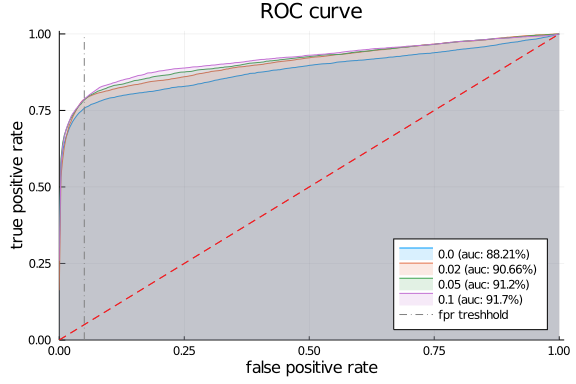 ROC curve
true positive rate
1.00
0.75
0.50
0.25
0.00
0.00
0.25
0.50
0.75
1.00
false positive rate
0.0 (auc: 88.21%)
0.02 (auc: 90.66%)
0.05 (auc: 91.2%)
0.1 (auc: 91.7%)
fpr treshhold